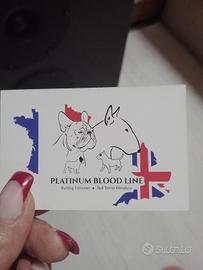 PLATINUM BLOOD LINE
Bulldog Francese ● Bull Terrier Miniature
Subito